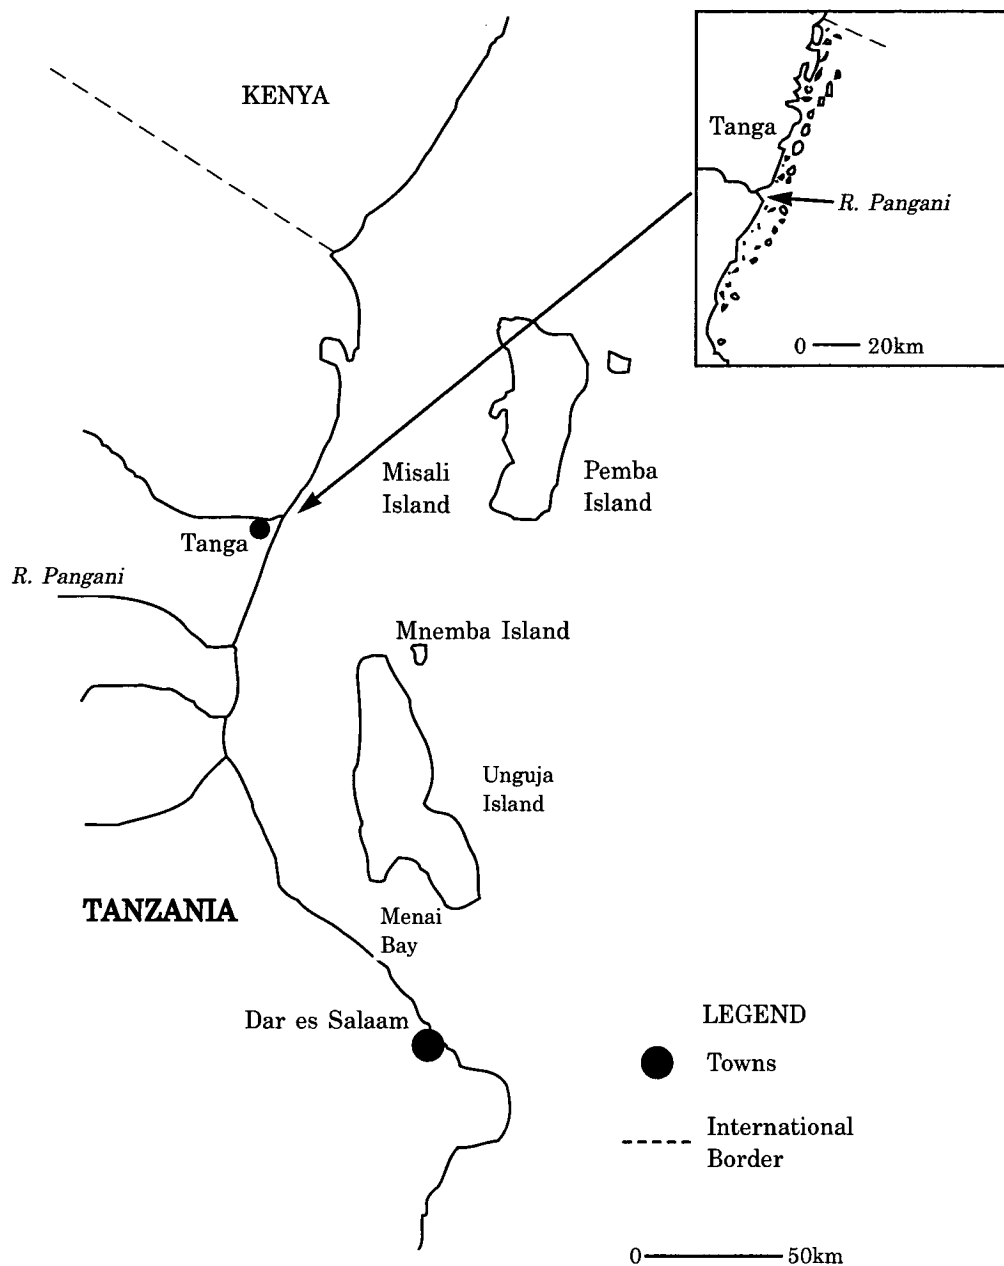 KENYA
Tanga
R. Pangani
0 20km
Misali
Island
Pemba
Island
Tanga
R. Pangani
Mnemba Island
Unguja
Island
TANZANIA
Menai
Bay
Dar es Salaam
LEGEND
Towns
International
Border
0 50km